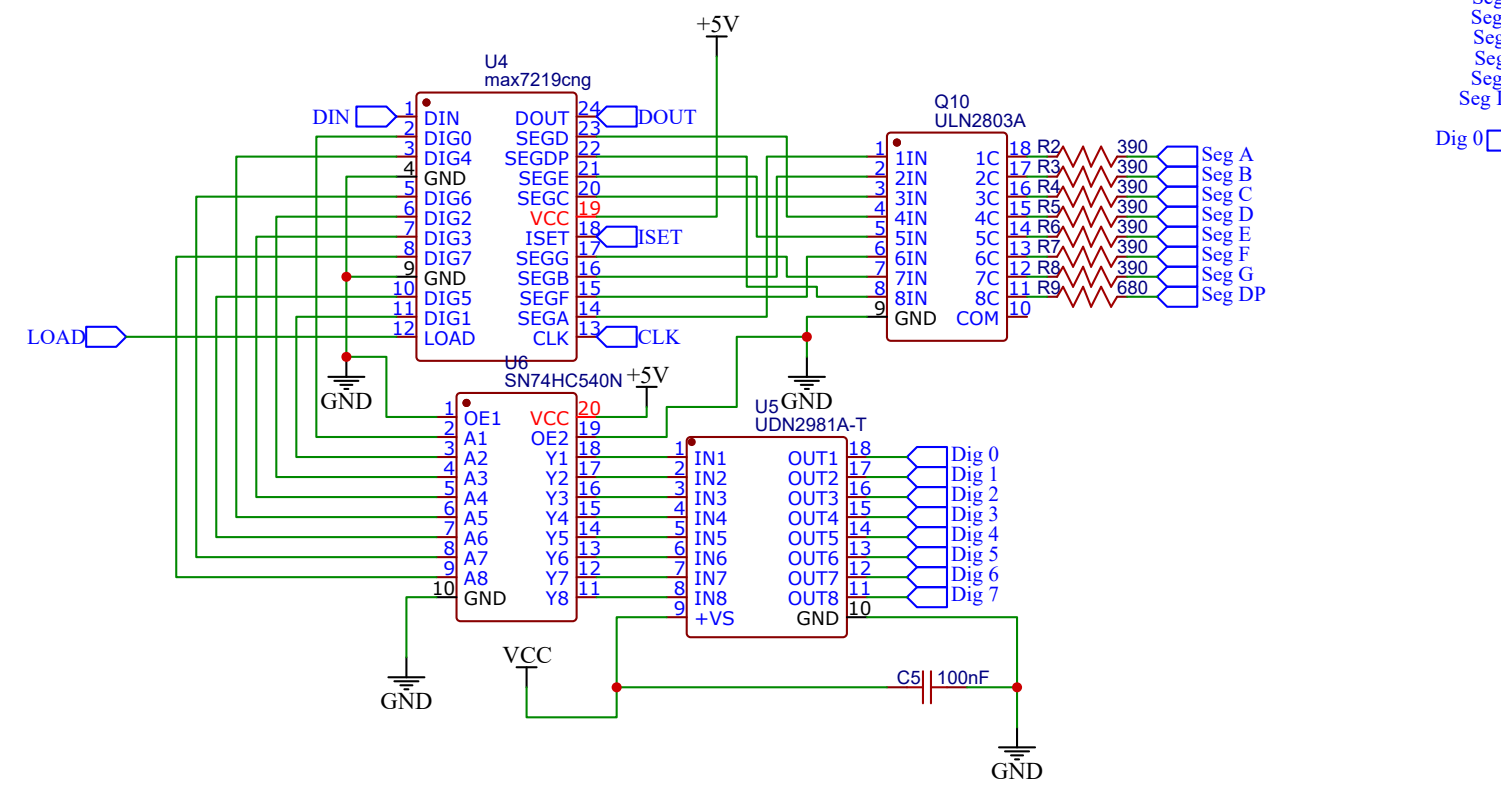 +5V
U4
max7219cng
DIN
1 DIN DOUT 24 DOUT
2 DIG0 SEGD 23
3 DIG4 SEGDP 22
4 GND SEGE 21
5 DIG6 SEGC 20
6 DIG2 VCC 19
7 DIG3 ISET 18 ISET
8 DIG7 SEGG 17
9 GND SEGB 16
10 DIG5 SEGF 15
11 DIG1 SEGA 14
LOAD 12 LOAD CLK 13 CLK
GND
Q10
ULN2803A
1 1IN 1C 18 R2 390 Seg A
2 2IN 2C 17 R3 390 Seg B
3 3IN 3C 16 R4 390 Seg C
4 4IN 4C 15 R5 390 Seg D
5 5IN 5C 14 R6 390 Seg E
6 6IN 6C 13 R7 390 Seg F
7 7IN 7C 12 R8 390 Seg G
8 8IN 8C 11 R9 680 Seg DP
9 GND COM 10
GND
Seg
Seg
Seg
Seg
Dig 0
U6
SN74HC540N
+5V
1 OE1 VCC 20
2 A1 OE2 19
3 A2 Y1 18
4 A3 Y2 17
5 A4 Y3 16
6 A5 Y4 15
7 A6 Y5 14
8 A7 Y6 13
9 A8 Y7 12
10 GND Y8 11
GND
U5
UDN2981A-T
1 IN1 OUT1 18 Dig 0
2 IN2 OUT2 17 Dig 1
3 IN3 OUT3 16 Dig 2
4 IN4 OUT4 15 Dig 3
5 IN5 OUT5 14 Dig 4
6 IN6 OUT6 13 Dig 5
7 IN7 OUT7 12 Dig 6
8 IN8 OUT8 11 Dig 7
9 +VS GND 10
VCC
C5 100nF
GND